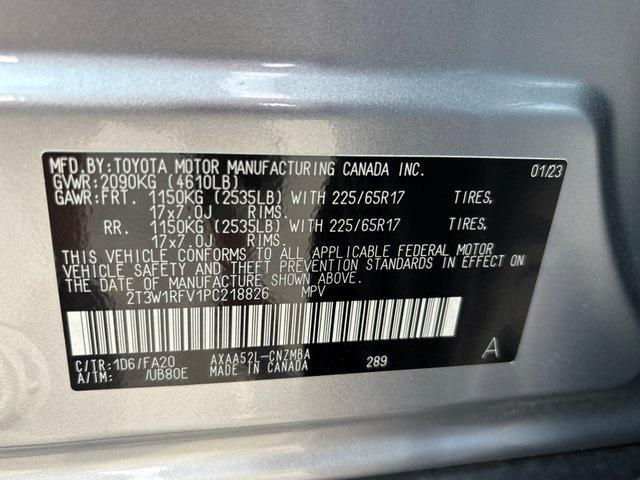 MFD.BY:TOYOTA MOTOR MANUFACTURING CANADA INC. 01/23
GVWR:2090KG (4610LB)
GAWR:FRT. 1150KG (2535LB) WITH 225/65R17 TIRES,
17x7.0J RIMS.
RR. 1150KG (2535LB) WITH 225/65R17 TIRES,
17x7.0J RIMS.
THIS VEHICLE CONFORMS TO ALL APPLICABLE FEDERAL MOTOR
VEHICLE SAFETY AND THEFT PREVENTION STANDARDS IN EFFECT ON
THE DATE OF MANUFACTURE SHOWN ABOVE.
2T3W1RFV1PC218826 MPV
C/TR:1D6/FA20 AXAA52L-CNZMBA 289 A
A/TM: /UB80E MADE IN CANADA